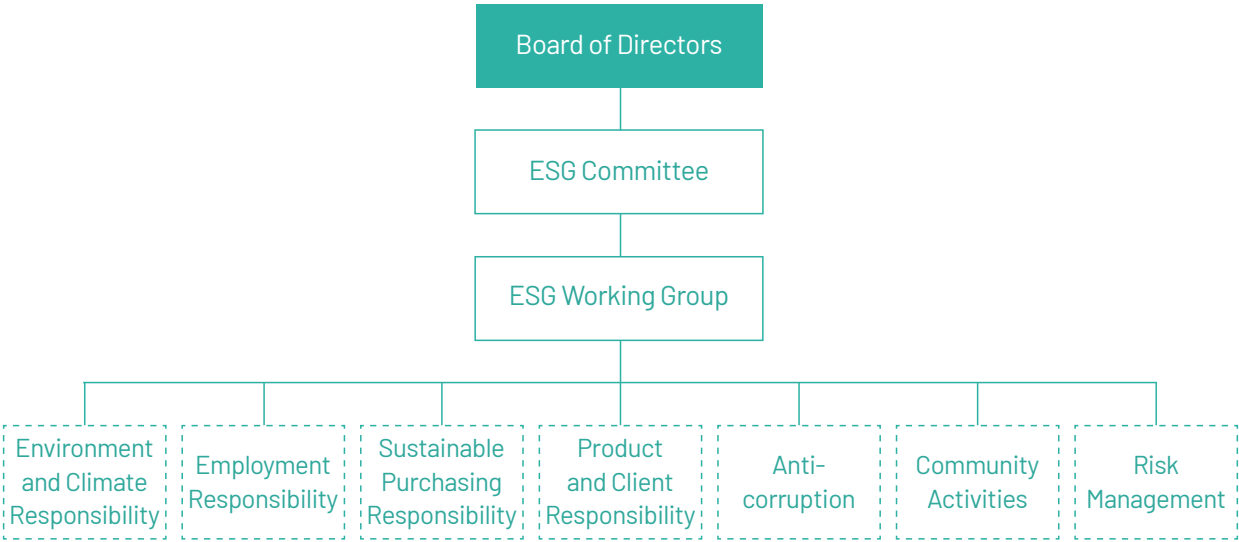 Board of Directors
ESG Committee
ESG Working Group
Environment
and Climate
Responsibility
Employment
Responsibility
Sustainable
Purchasing
Responsibility
Product
and Client
Responsibility
Anti-
corruption
Community
Activities
Risk
Management